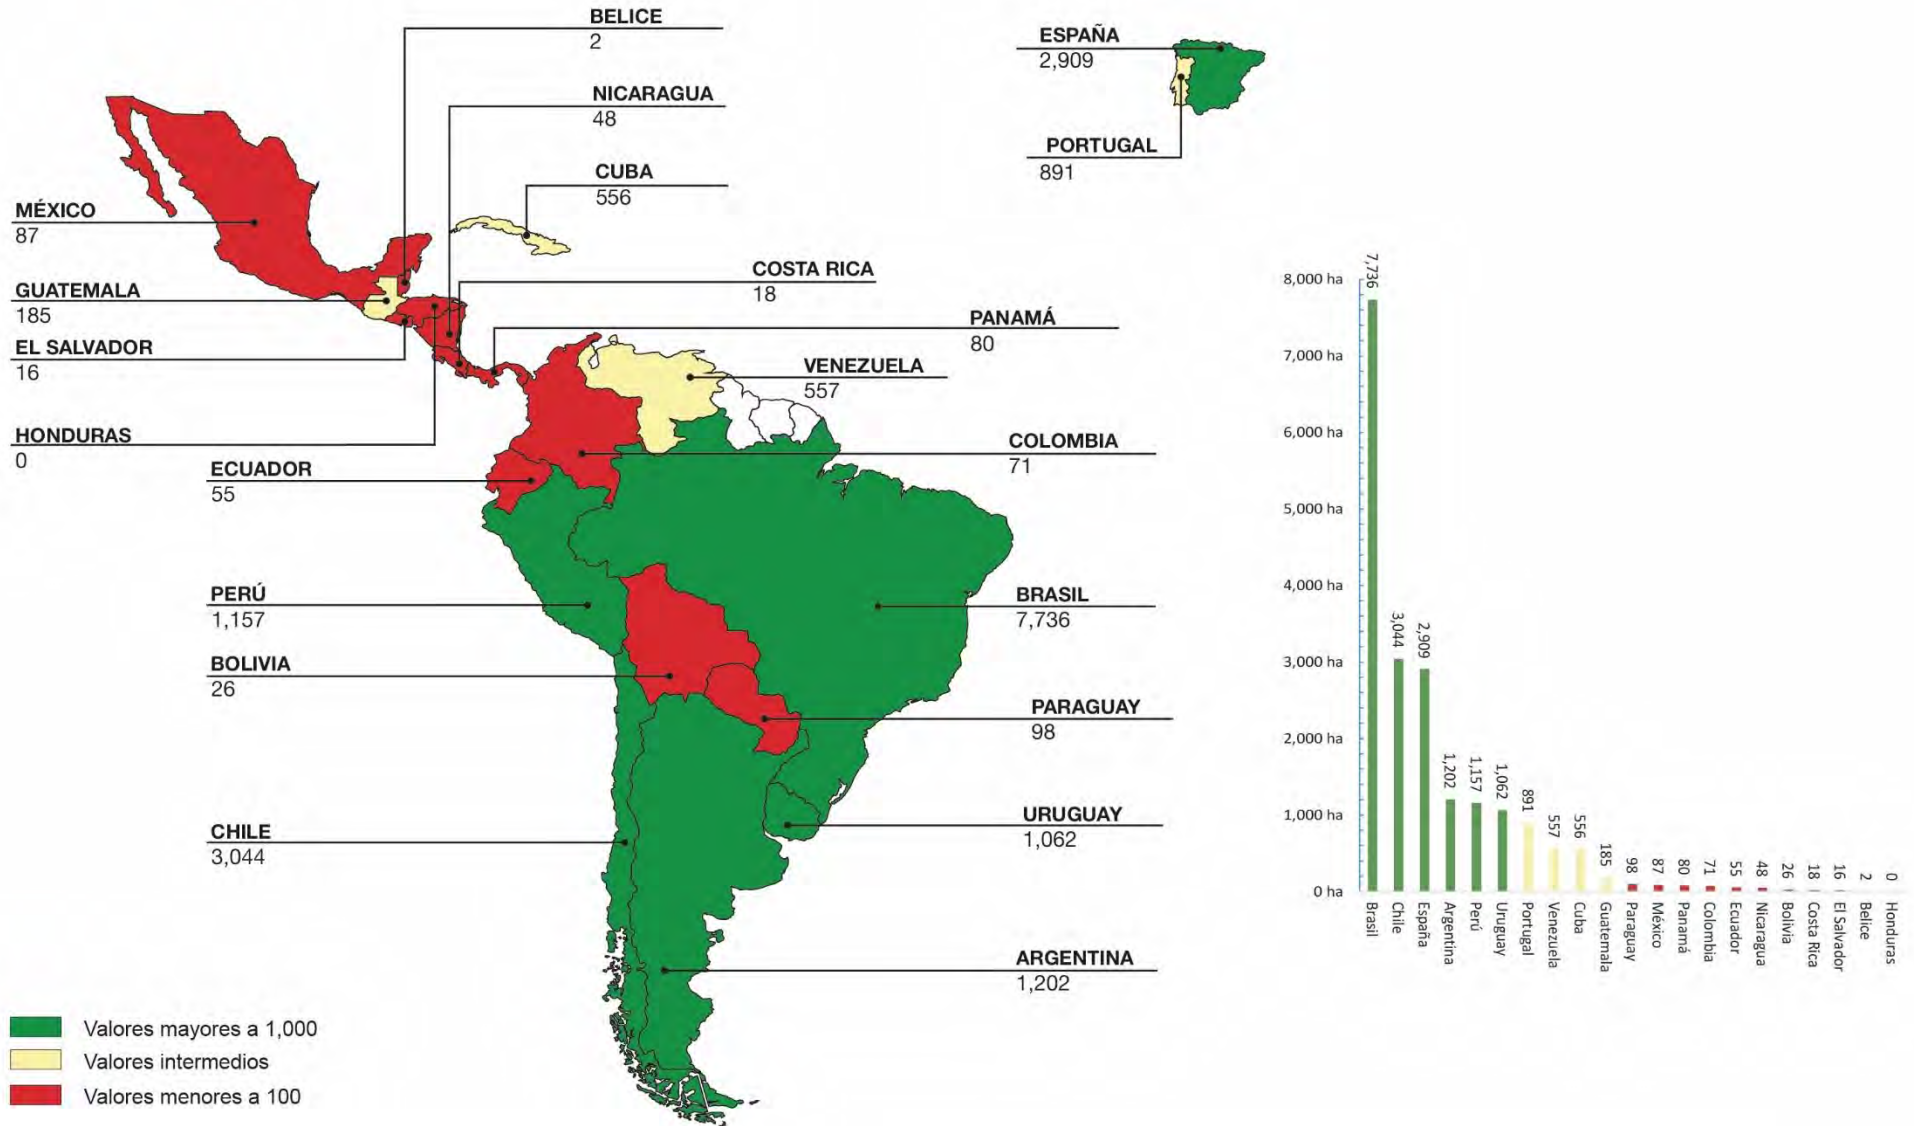 BELICE
2
NICARAGUA
48
CUBA
556
MÉXICO
87
GUATEMALA
185
EL SALVADOR
16
HONDURAS
0
COSTA RICA
18
PANAMÁ
80
VENEZUELA
557
COLOMBIA
71
ECUADOR
55
PERÚ
1,157
BRASIL
7,736
BOLIVIA
26
PARAGUAY
98
CHILE
3,044
URUGUAY
1,062
ARGENTINA
1,202
ESPAÑA
2,909
PORTUGAL
891
Valores mayores a 1,000
Valores intermedios
Valores menores a 100
8,000 ha
7,000 ha
6,000 ha
5,000 ha
4,000 ha
3,000 ha
2,000 ha
1,000 ha
0 ha
7,736
3,044
2,909
1,202
1,157
1,062
891
557
556
185
98
87
80
71
55
48
26
18
16
2
0
Brasil
Chile
España
Argentina
Perú
Uruguay
Portugal
Venezuela
Cuba
Guatemala
Paraguay
México
Panamá
Colombia
Ecuador
Nicaragua
Bolivia
Costa Rica
El Salvador
Belice
Honduras